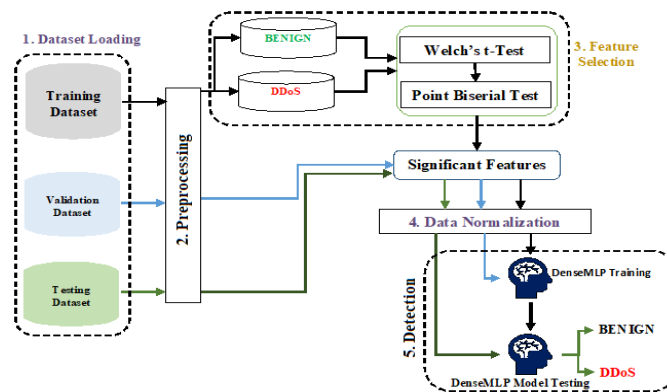 1. Dataset Loading
Training
Dataset
Validation
Dataset
Testing
Dataset
2. Preprocessing
BENIGN
DDoS
Welch's t-Test
Point Biserial Test
3. Feature
Selection
Significant Features
4. Data Normalization
5. Detection
DenseMLP Training
DenseMLP Model Testing
BENIGN
DDoS